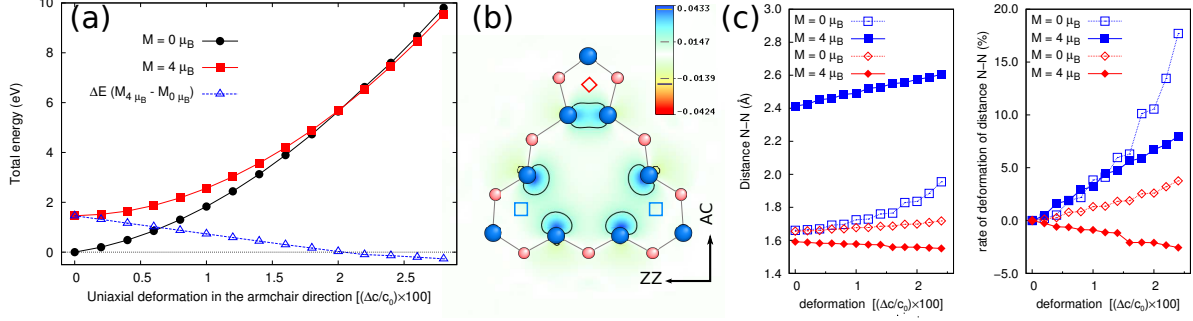 (a)
Total energy (eV)
10
8
6
4
2
0
M = 0 μB
M = 4 μB
ΔE (M4 μB - M0 μB)
0 0.5 1.0 1.5 2.0 2.5
Uniaxial deformation in the armchair direction [(Δc/c0)×100]
(b)
0.0433
0.0147
-0.0139
-0.0424
AC
ZZ
(c)
Distance N−N (Å)
3.0
2.8
2.6
2.4
2.2
2.0
1.8
1.6
1.4
M = 0 μB
M = 4 μB
M = 0 μB
M = 4 μB
0 1 2
deformation [(Δc/c0)×100]
rate of deformation of distance N−N (%)
20.0
15.0
10.0
5.0
0.0
−5.0
M = 0 μB
M = 4 μB
M = 0 μB
M = 4 μB
0 1 2
deformation [(Δc/c0)×100]